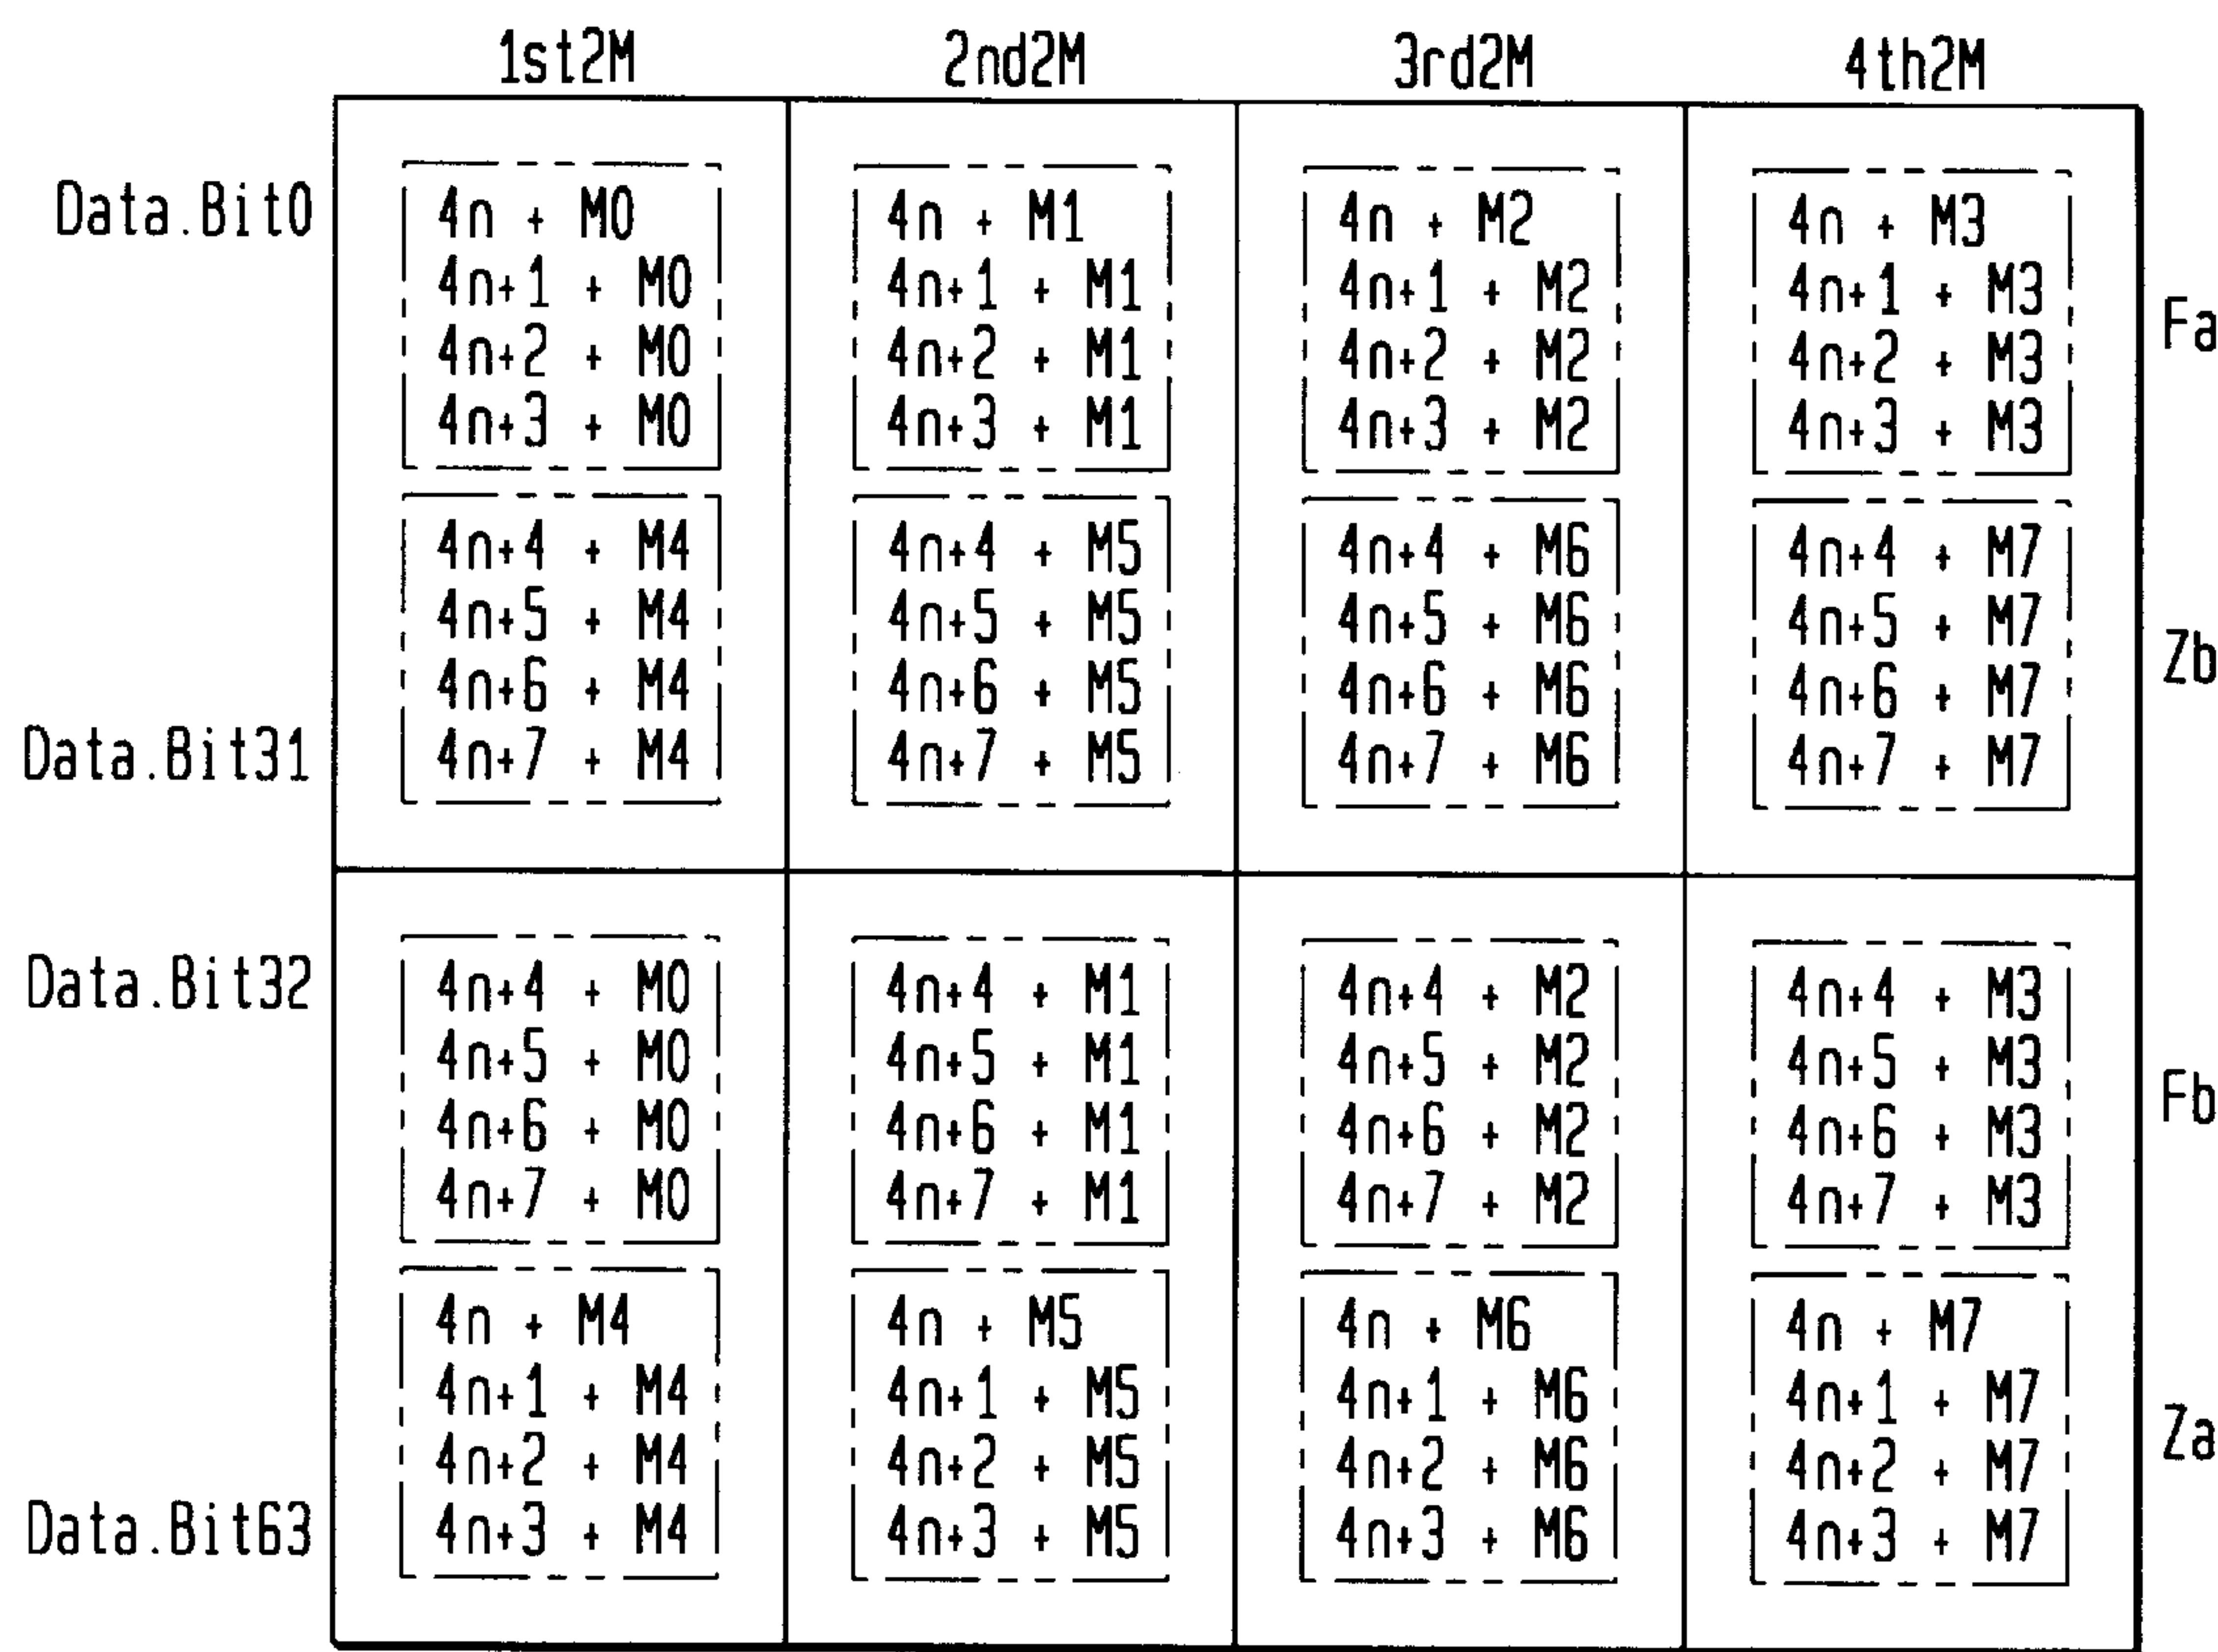 1st2M 2nd2M 3rd2M 4th2M
Data.Bit0 4n + M0 4n + M1 4n + M2 4n + M3
4n+1 + M0 4n+1 + M1 4n+1 + M2 4n+1 + M3
Fa
4n+2 + M0 4n+2 + M1 4n+2 + M2 4n+2 + M3
4n+3 + M0 4n+3 + M1 4n+3 + M2 4n+3 + M3
4n+4 + M4 4n+4 + M5 4n+4 + M6 4n+4 + M7
4n+5 + M4 4n+5 + M5 4n+5 + M6 4n+5 + M7
Zb
4n+6 + M4 4n+6 + M5 4n+6 + M6 4n+6 + M7
Data.Bit31 4n+7 + M4 4n+7 + M5 4n+7 + M6 4n+7 + M7
Data.Bit32 4n+4 + M0 4n+4 + M1 4n+4 + M2 4n+4 + M3
4n+5 + M0 4n+5 + M1 4n+5 + M2 4n+5 + M3
Fb
4n+6 + M0 4n+6 + M1 4n+6 + M2 4n+6 + M3
4n+7 + M0 4n+7 + M1 4n+7 + M2 4n+7 + M3
4n + M4 4n + M5 4n + M6 4n + M7
4n+1 + M4 4n+1 + M5 4n+1 + M6 4n+1 + M7
Za
4n+2 + M4 4n+2 + M5 4n+2 + M6 4n+2 + M7
Data.Bit63 4n+3 + M4 4n+3 + M5 4n+3 + M6 4n+3 + M7